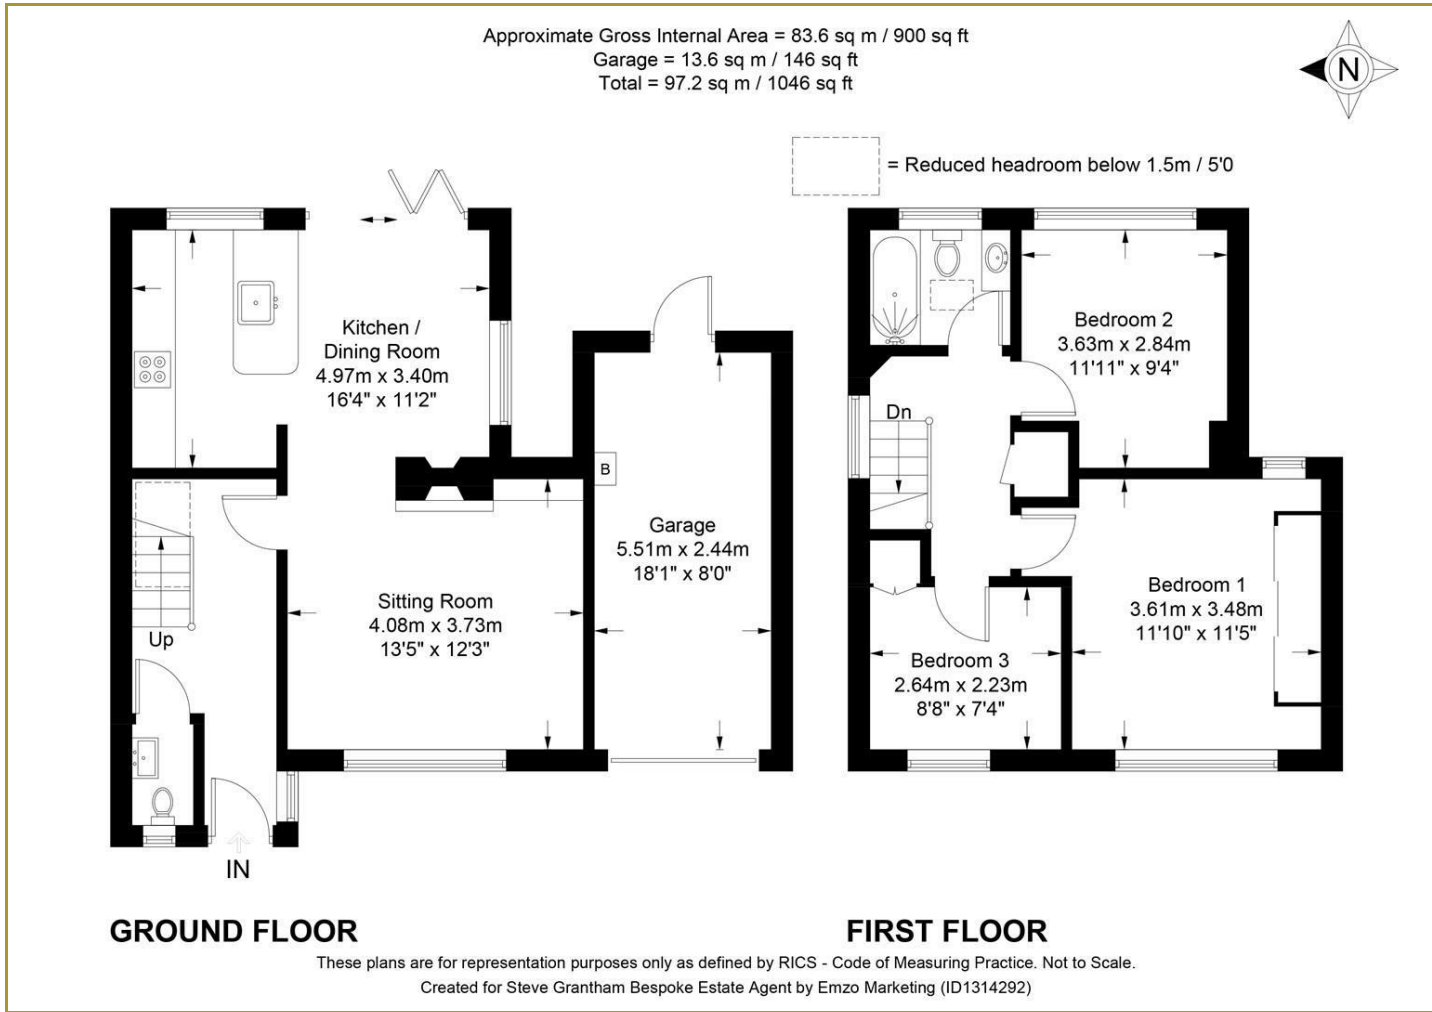 Approximate Gross Internal Area = 83.6 sq m / 900 sq ft
Garage = 13.6 sq m / 146 sq ft
Total = 97.2 sq m / 1046 sq ft
N
= Reduced headroom below 1.5m / 5'0
Kitchen /
Dining Room
4.97m x 3.40m
16'4" x 11'2"
B
Garage
5.51m x 2.44m
18'1" x 8'0"
Sitting Room
4.08m x 3.73m
13'5" x 12'3"
Up
IN
Bedroom 2
3.63m x 2.84m
11'11" x 9'4"
Dn
Bedroom 1
3.61m x 3.48m
11'10" x 11'5"
Bedroom 3
2.64m x 2.23m
8'8" x 7'4"
GROUND FLOOR
FIRST FLOOR
These plans are for representation purposes only as defined by RICS - Code of Measuring Practice. Not to Scale.
Created for Steve Grantham Bespoke Estate Agent by Emzo Marketing (ID1314292)